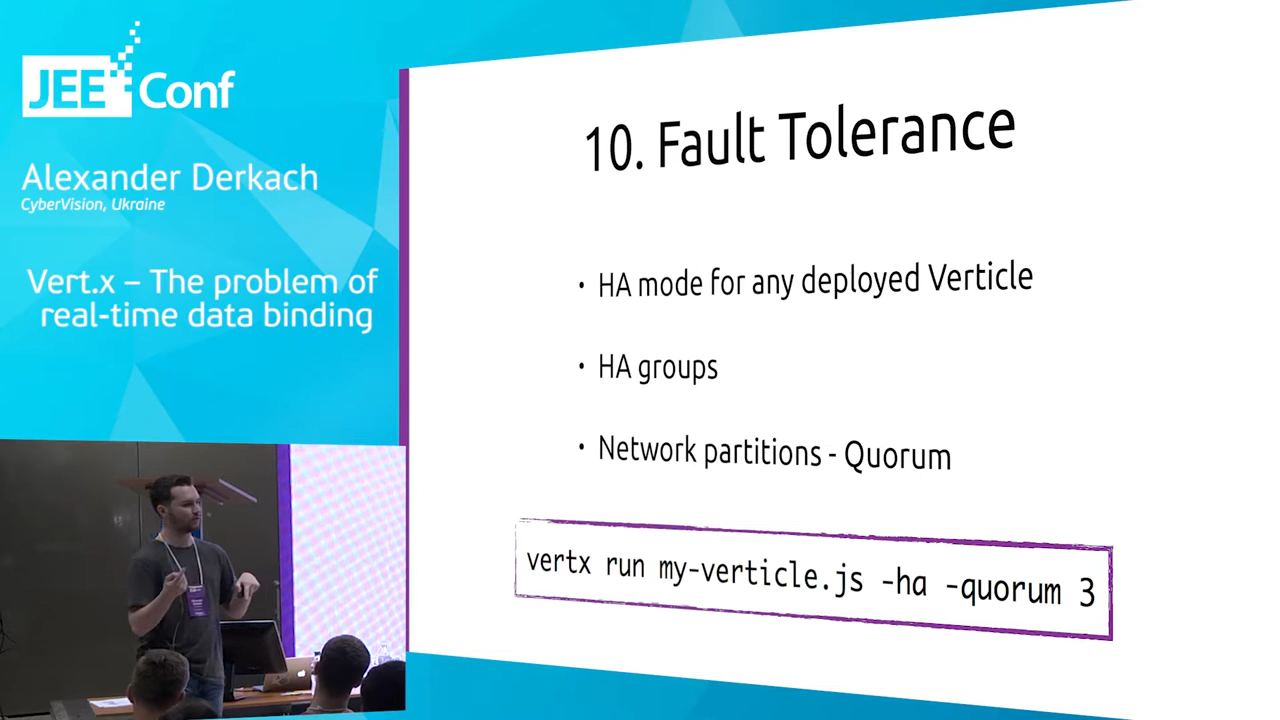 JEE Conf
Alexander Derkach
CyberVision, Ukraine
Vert.x – The problem of
real-time data binding
10. Fault Tolerance
• HA mode for any deployed Verticle
• HA groups
• Network partitions - Quorum
vertx run my-verticle.js -ha -quorum 3